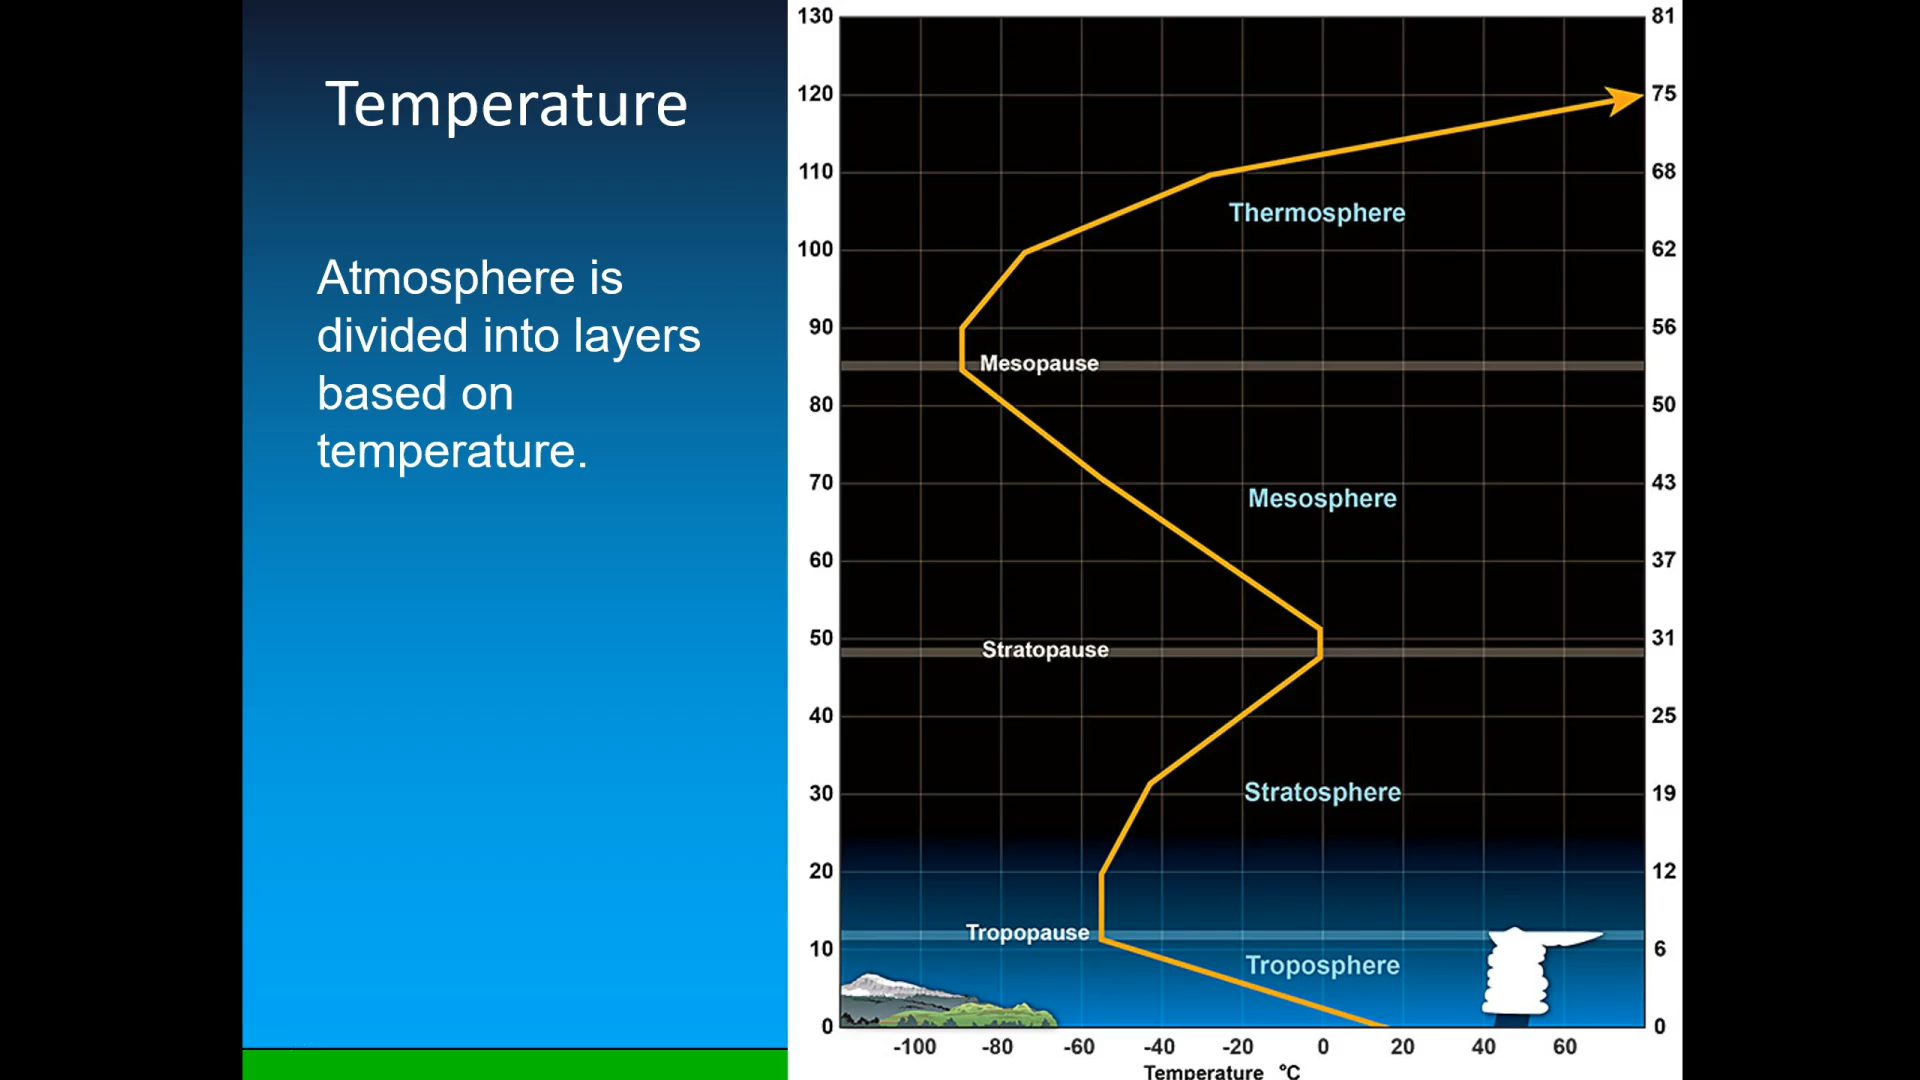 Temperature
Atmosphere is
divided into layers
based on
temperature.
130 81
120 75
110 68
Thermosphere
100 62
90 56
Mesopause
80 50
70 43
Mesosphere
60 37
50 31
Stratopause
40 25
30 19
Stratosphere
20 12
Tropopause
10 6
Troposphere
0 0
-100 -80 -60 -40 -20 0 20 40 60
Temperature °C